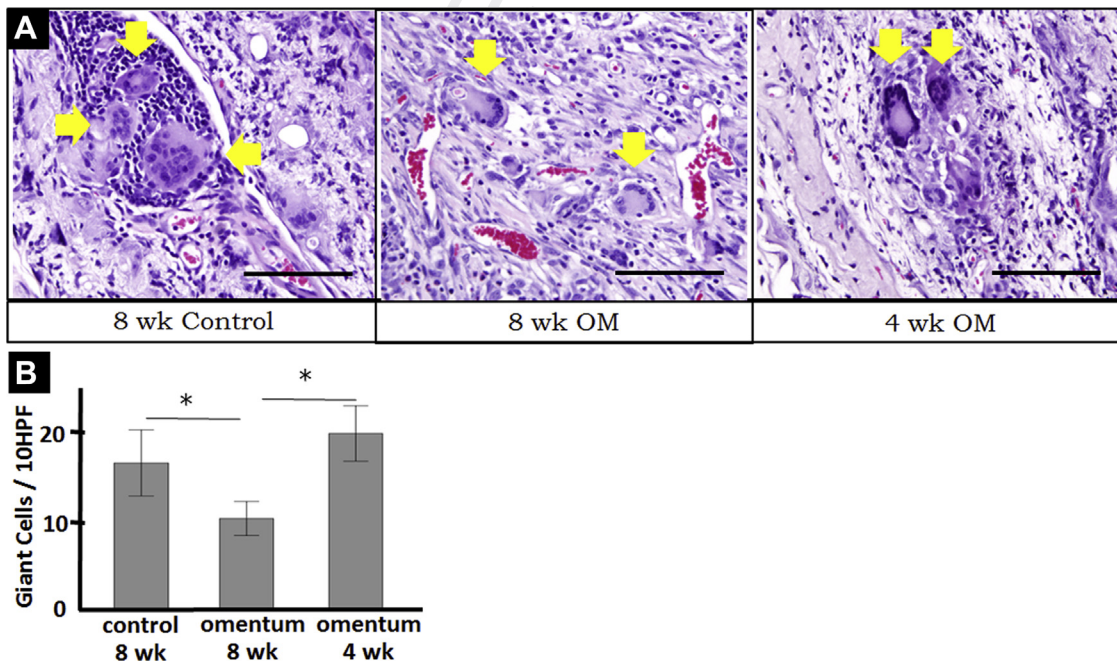 A
8 wk Control
8 wk OM
4 wk OM
B
Giant Cells / 10HPF
20
10
0
*
*
control
8 wk
omentum
8 wk
omentum
4 wk